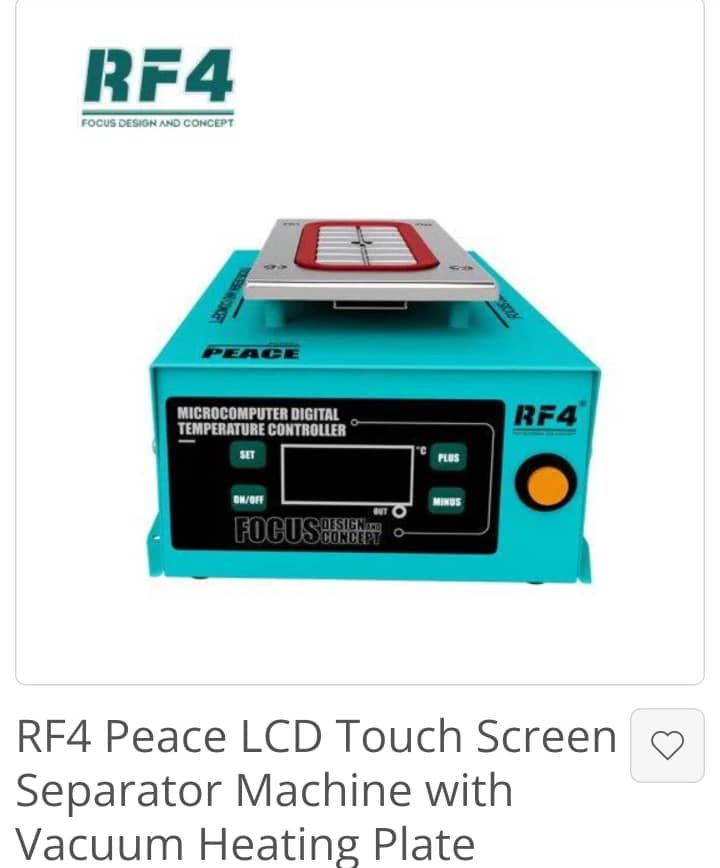 RF4
FOCUS DESIGN AND CONCEPT
PEACE
MICROCOMPUTER DIGITAL
TEMPERATURE CONTROLLER
RF4
SET
°C
PLUS
ON/OFF
MINUS
OUT
FOCUS DESIGN AND CONCEPT
RF4 Peace LCD Touch Screen
Separator Machine with
Vacuum Heating Plate